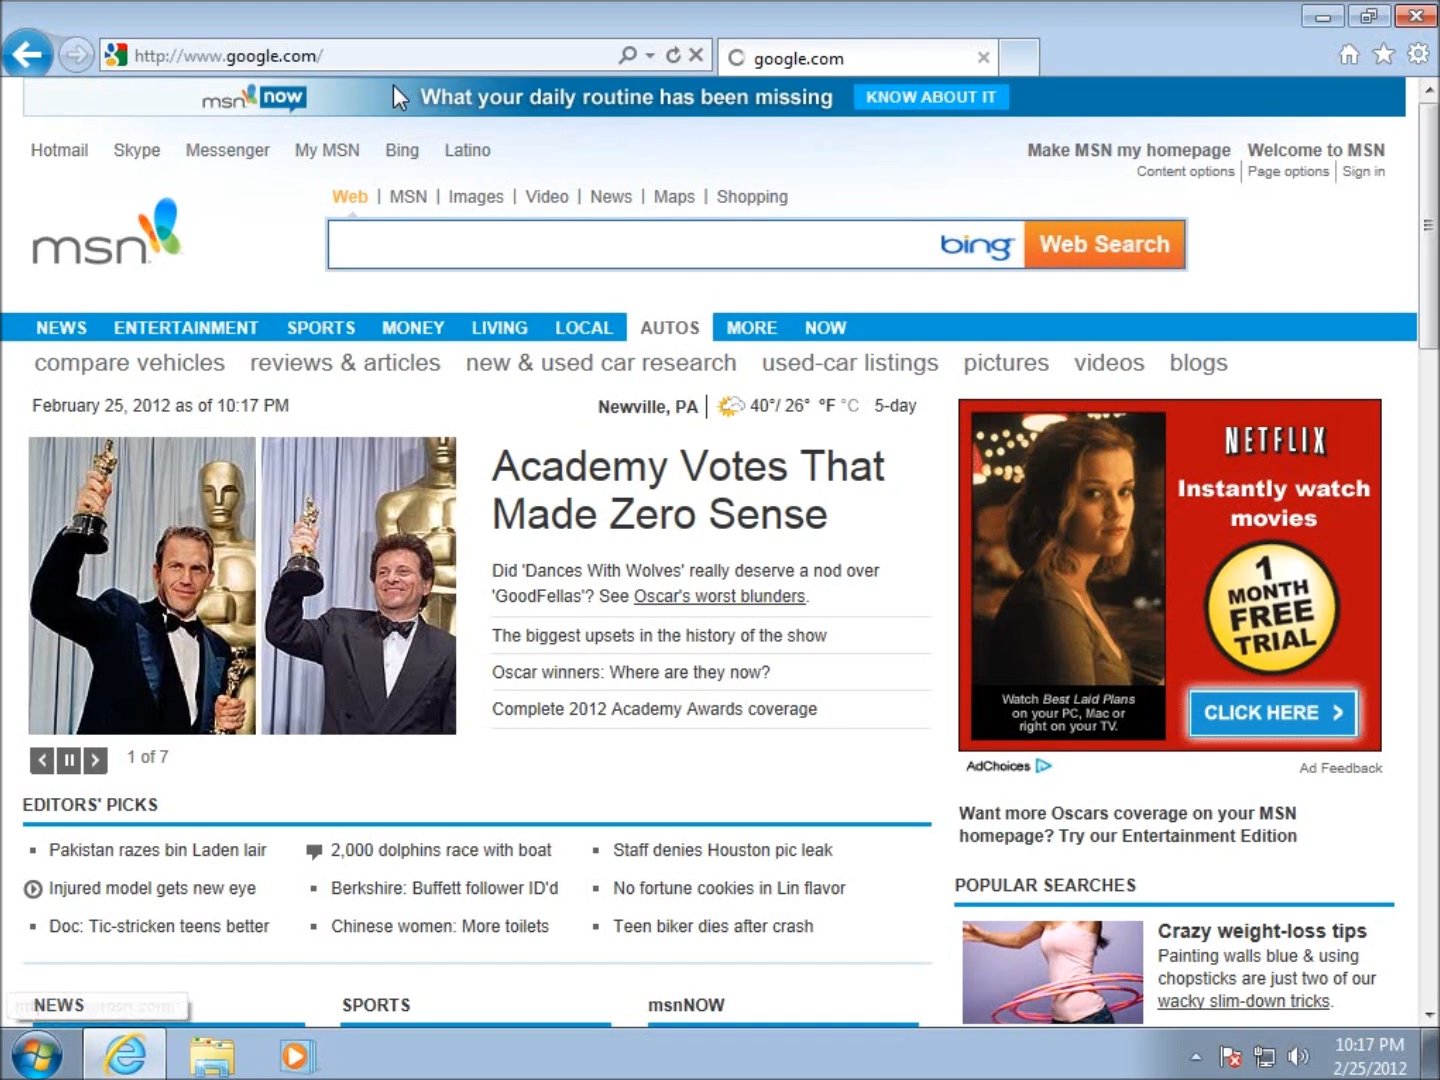 http://www.google.com/
google.com
msn now
What your daily routine has been missing
KNOW ABOUT IT
Hotmail Skype Messenger My MSN Bing Latino
Make MSN my homepage Welcome to MSN
Content options | Page options | Sign in
Web | MSN | Images | Video | News | Maps | Shopping
msn
bing
Web Search
NEWS ENTERTAINMENT SPORTS MONEY LIVING LOCAL AUTOS MORE NOW
compare vehicles reviews & articles new & used car research used-car listings pictures videos blogs
February 25, 2012 as of 10:17 PM
Newville, PA | 40°/ 26° °F °C 5-day
Academy Votes That
Made Zero Sense
Did 'Dances With Wolves' really deserve a nod over
'GoodFellas'? See Oscar's worst blunders.
The biggest upsets in the history of the show
Oscar winners: Where are they now?
Complete 2012 Academy Awards coverage
1 of 7
NETFLIX
Instantly watch
movies
1
MONTH
FREE
TRIAL
Watch Best Laid Plans
on your PC, Mac or
right on your TV.
CLICK HERE >
AdChoices
Ad Feedback
EDITORS' PICKS
Pakistan razes bin Laden lair
Injured model gets new eye
Doc: Tic-stricken teens better
2,000 dolphins race with boat
Berkshire: Buffett follower ID'd
Chinese women: More toilets
Staff denies Houston pic leak
No fortune cookies in Lin flavor
Teen biker dies after crash
Want more Oscars coverage on your MSN
homepage? Try our Entertainment Edition
POPULAR SEARCHES
Crazy weight-loss tips
Painting walls blue & using
chopsticks are just two of our
wacky slim-down tricks.
NEWS
SPORTS
msnNOW
10:17 PM
2/25/2012